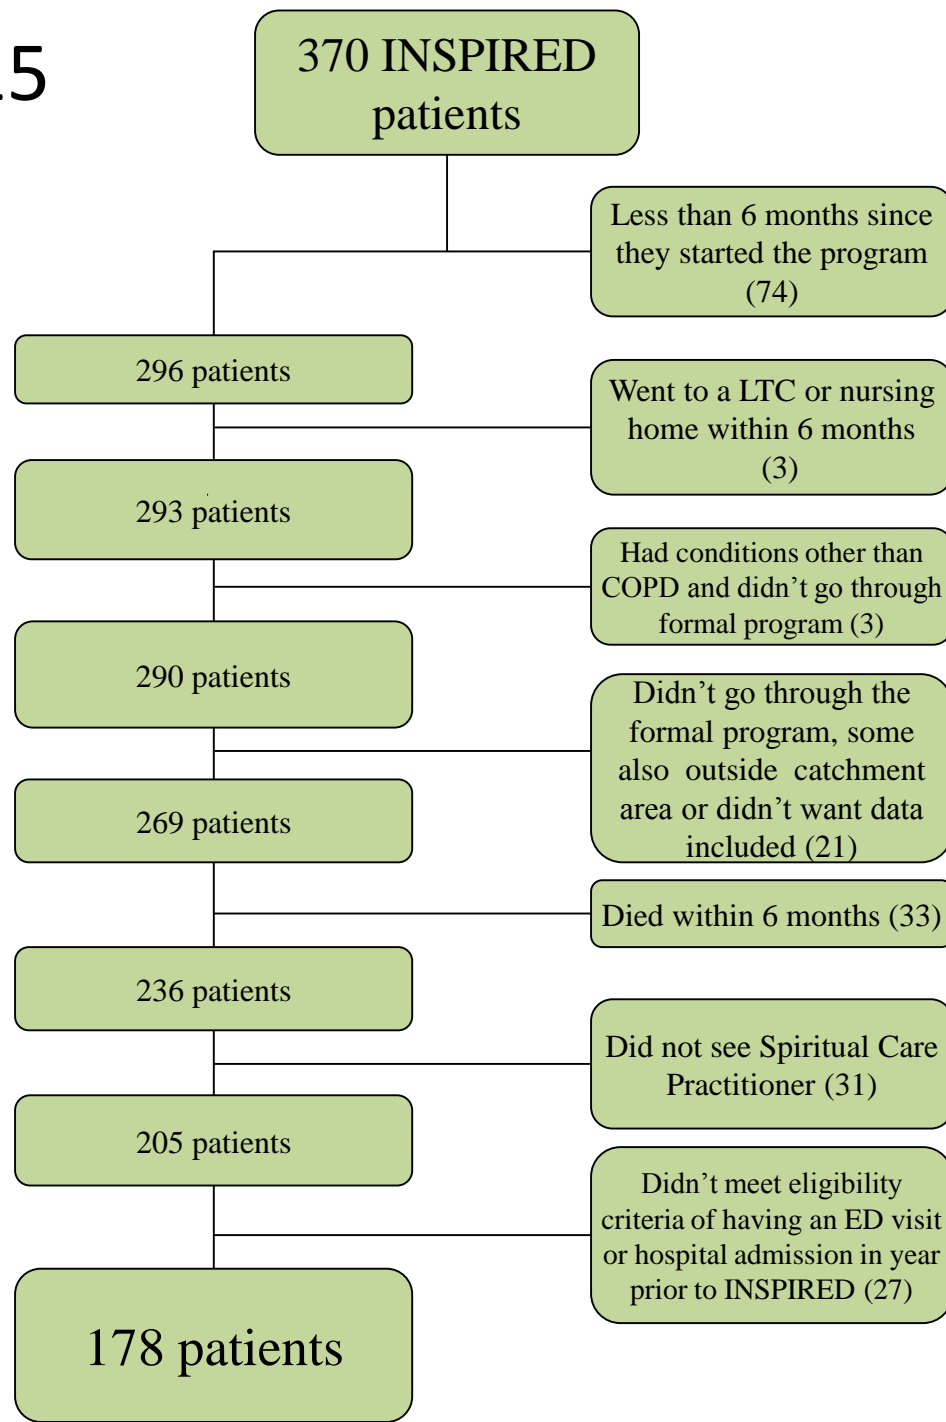 15
370 INSPIRED
patients
Less than 6 months since
they started the program
(74)
296 patients
Went to a LTC or nursing
home within 6 months
(3)
293 patients
Had conditions other than
COPD and didn’t go through
formal program (3)
290 patients
Didn’t go through the
formal program, some
also outside catchment
area or didn’t want data
included (21)
269 patients
Died within 6 months (33)
236 patients
Did not see Spiritual Care
Practitioner (31)
205 patients
Didn’t meet eligibility
criteria of having an ED visit
or hospital admission in year
prior to INSPIRED (27)
178 patients